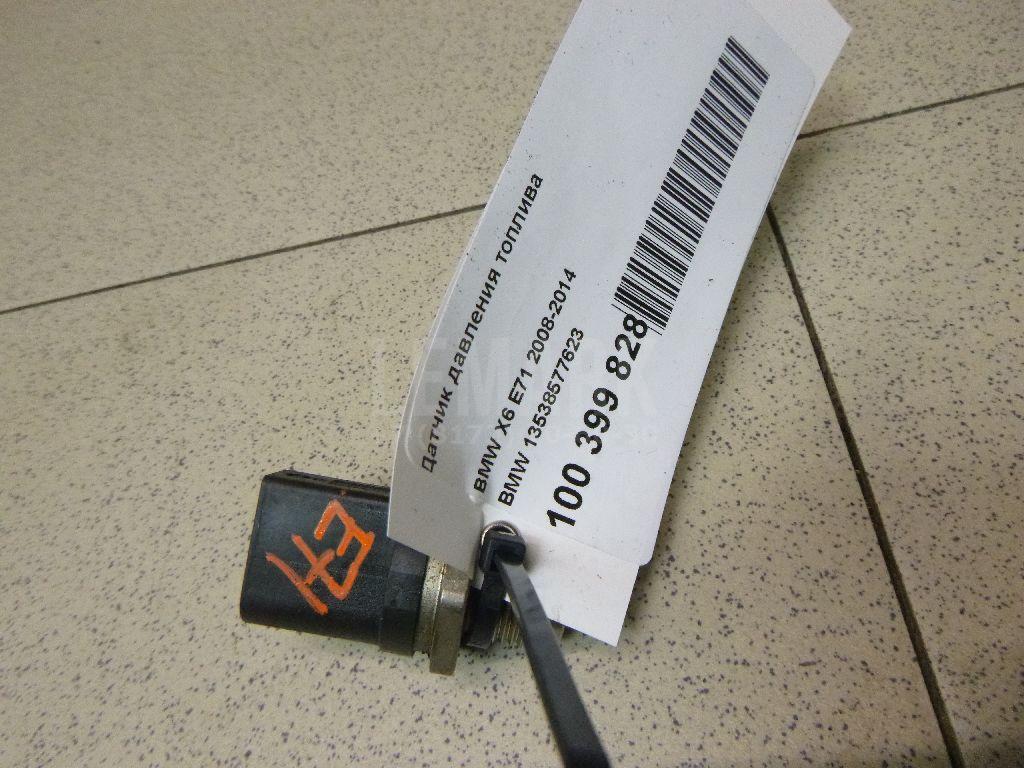 Датчик давления топлива
BMW X6 E71 2008-2014
BMW 13538577623
100 399 828